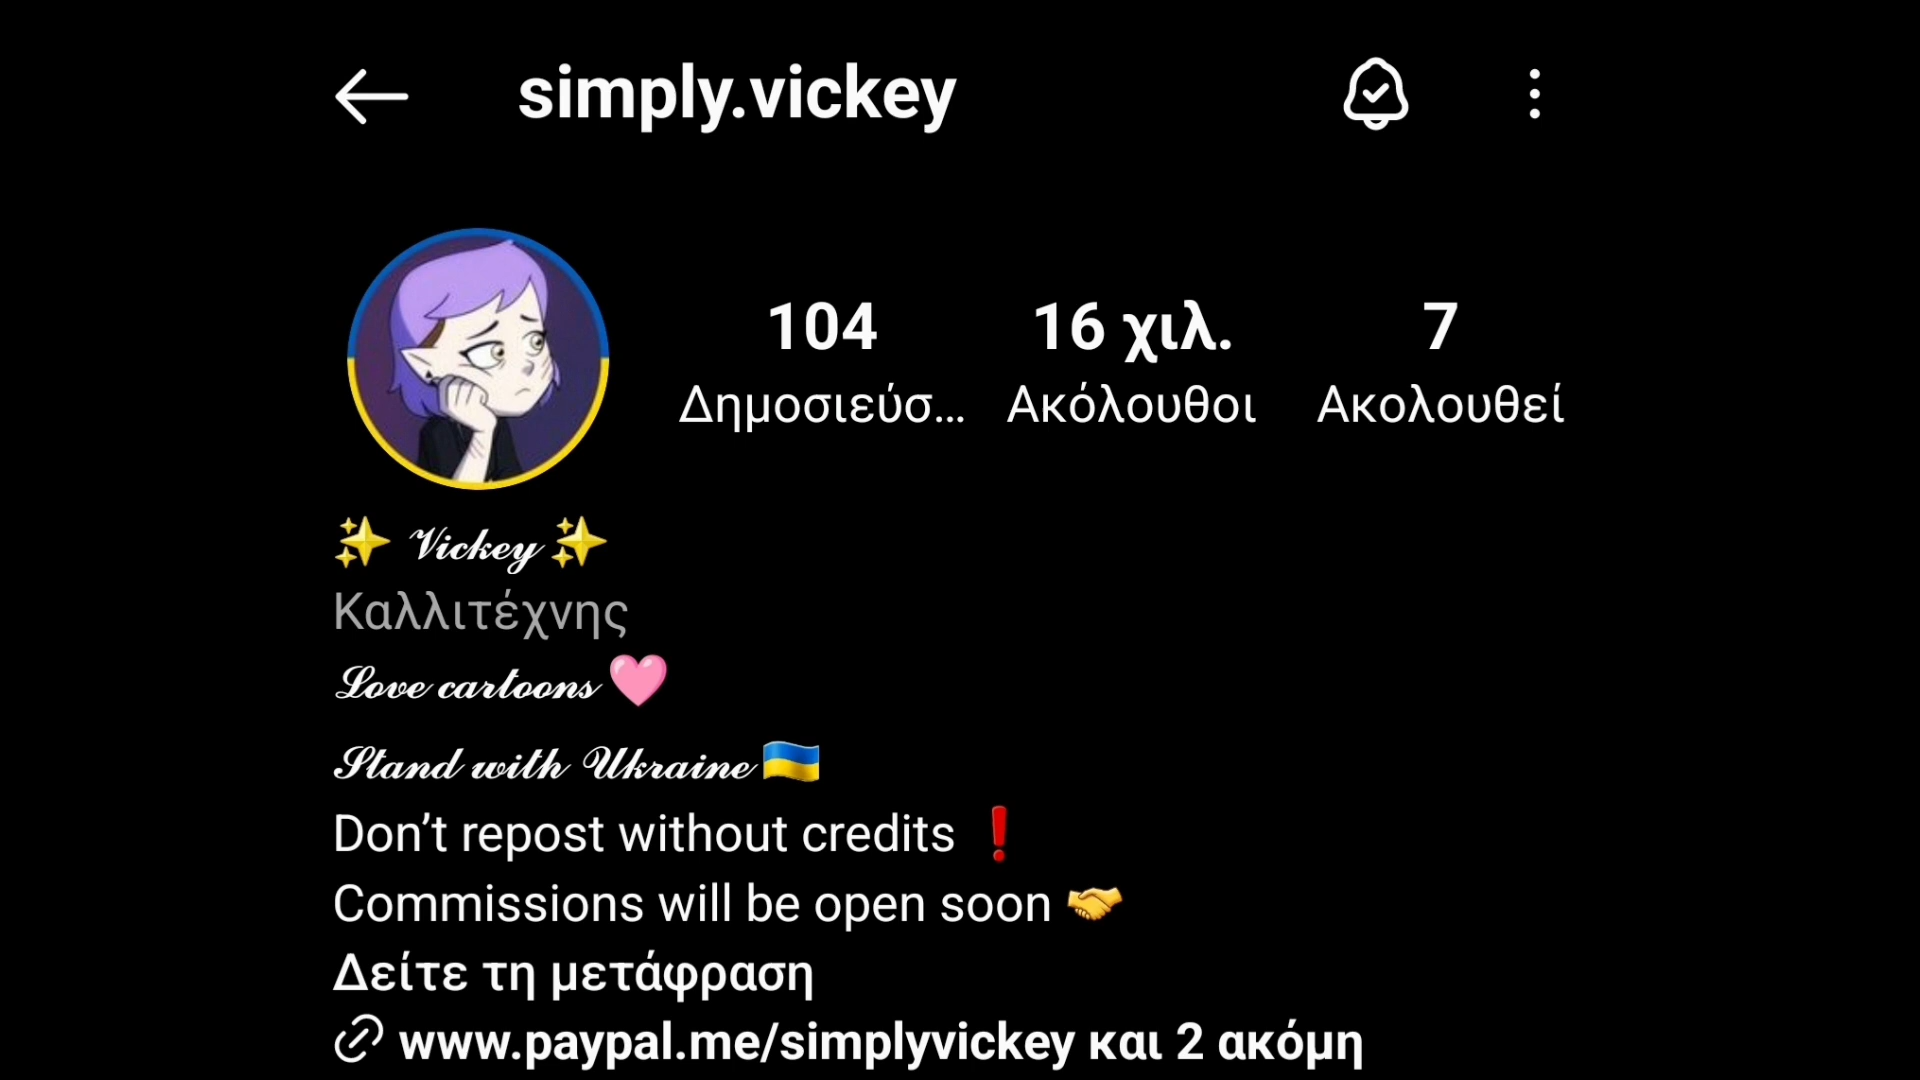 simply.vickey
104 16 χιλ. 7
Δημοσιεύσ... Ακόλουθοι Ακολουθεί
✨ 𝒱𝒾𝒸𝓀𝑒𝓎 ✨
Καλλιτέχνης
𝓛𝓸𝓿𝓮 𝓬𝓪𝓻𝓽𝓸𝓸𝓷𝓼 🩷
𝓢𝓽𝓪𝓷𝓭 𝔀𝓲𝓽𝓱 𝓤𝓴𝓻𝓪𝓲𝓷𝓮 🇺🇦
Don’t repost without credits ❗
Commissions will be open soon 🤝
Δείτε τη μετάφραση
www.paypal.me/simplyvickey και 2 ακόμη